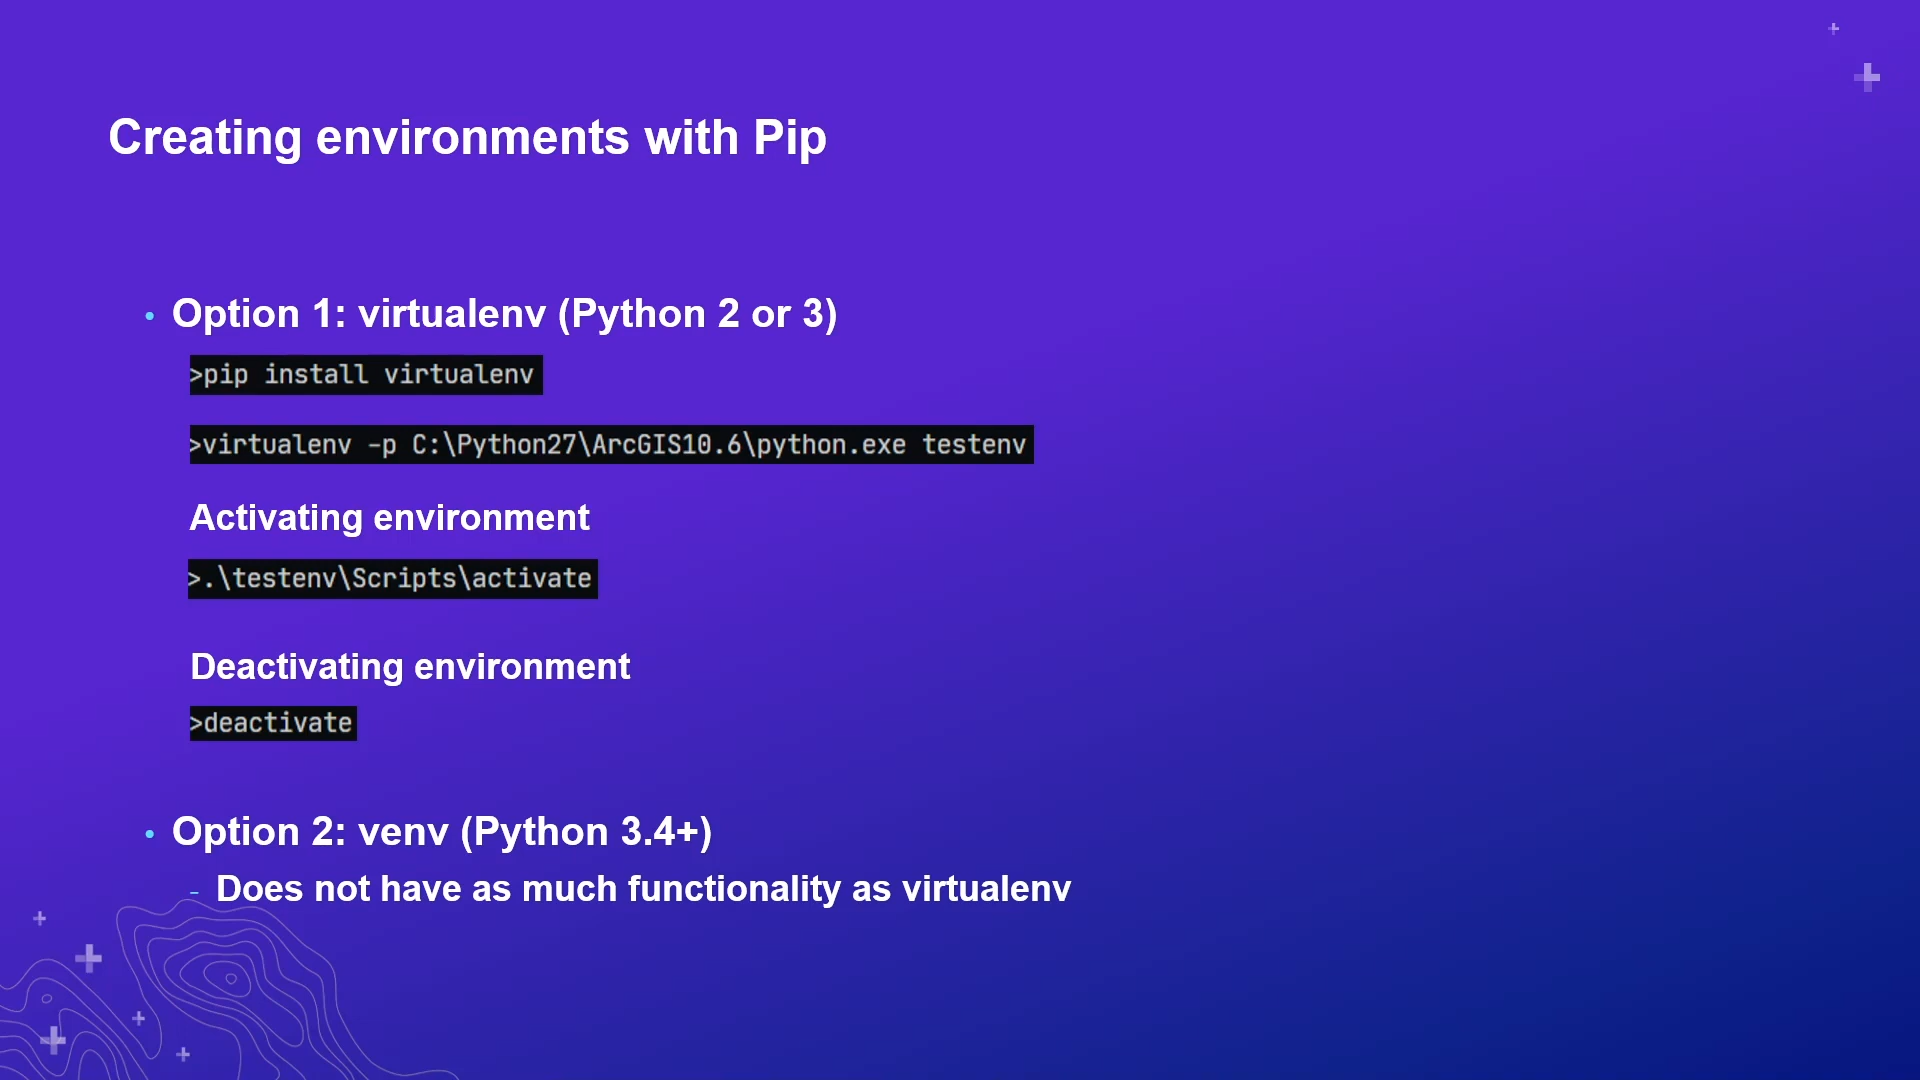 Creating environments with Pip
• Option 1: virtualenv (Python 2 or 3)
>pip install virtualenv
>virtualenv -p C:\Python27\ArcGIS10.6\python.exe testenv
Activating environment
>.\testenv\Scripts\activate
Deactivating environment
>deactivate
• Option 2: venv (Python 3.4+)
- Does not have as much functionality as virtualenv